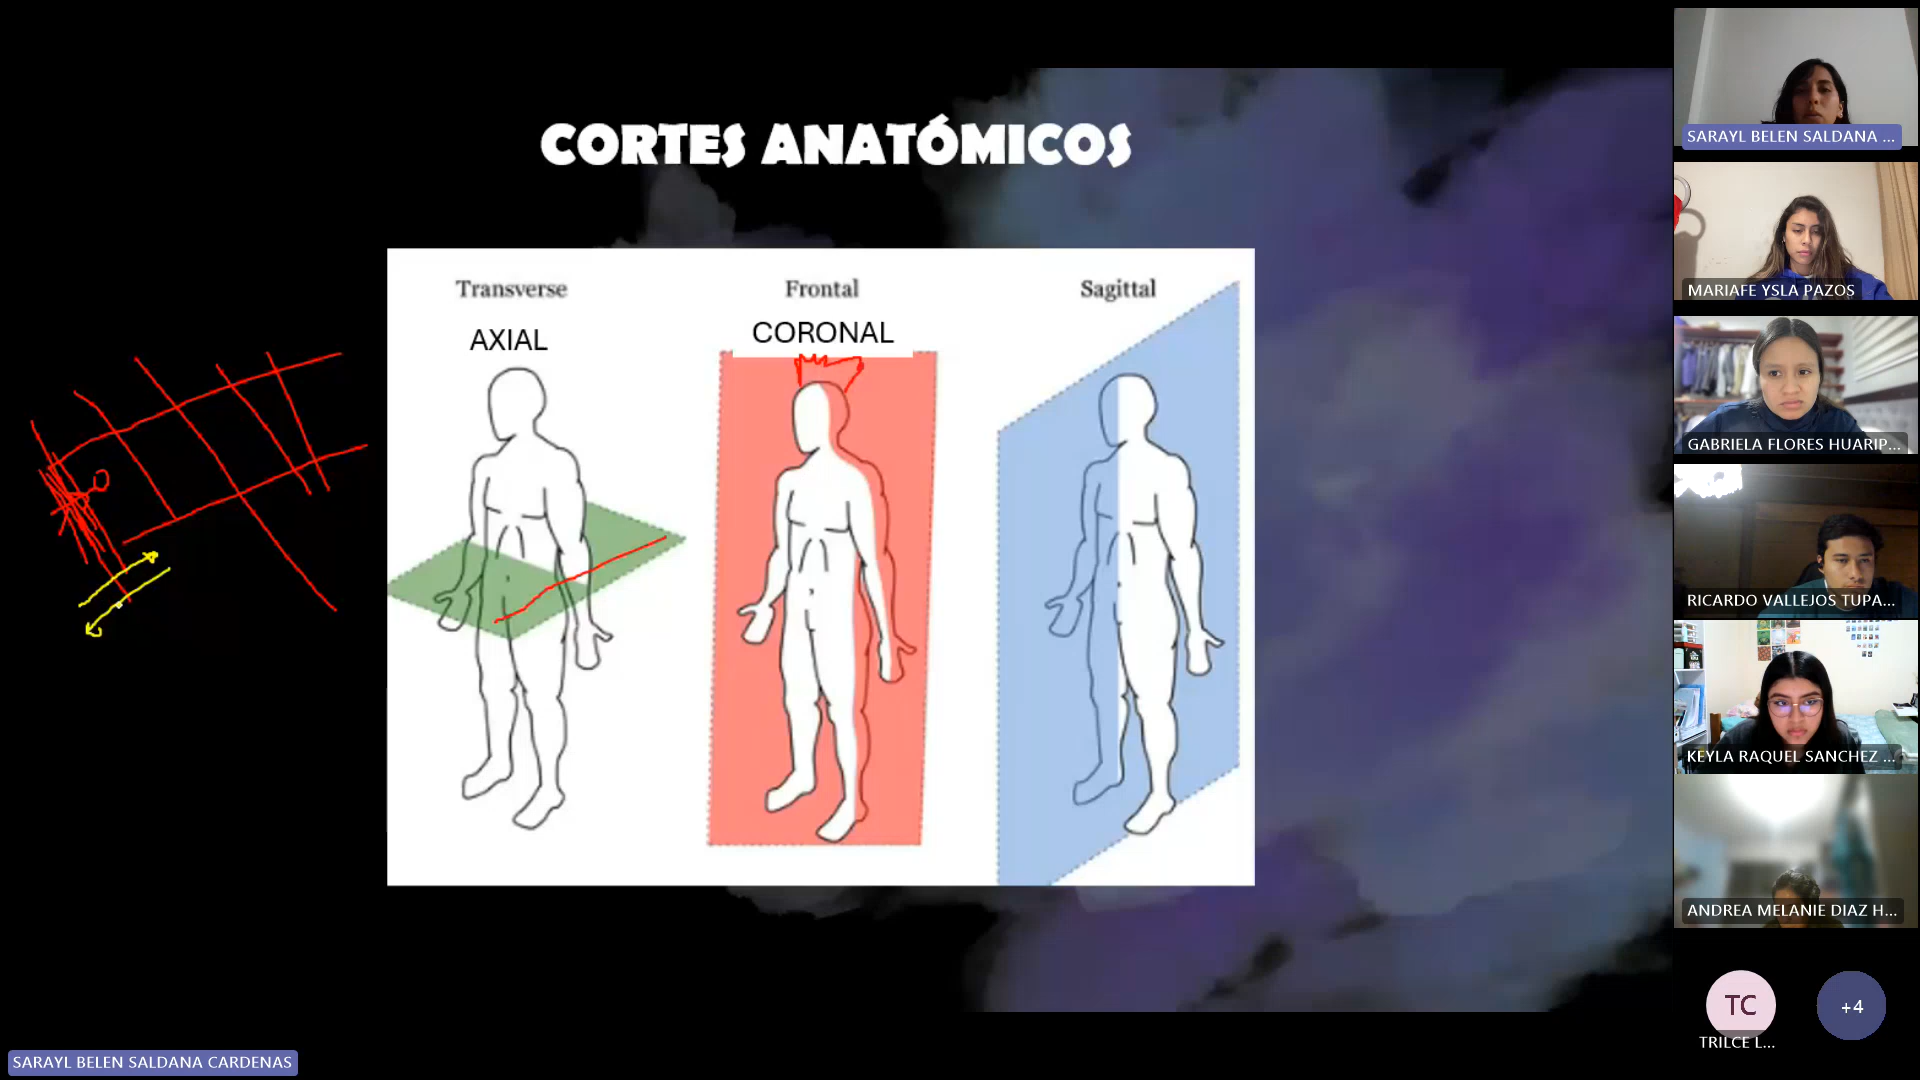 CORTES ANATÓMICOS
Transverse
Frontal
Sagittal
AXIAL
CORONAL
SARAYL BELEN SALDANA ...
MARIAFE YSLA PAZOS
GABRIELA FLORES HUARIP...
RICARDO VALLEJOS TUPA...
KEYLA RAQUEL SANCHEZ ...
ANDREA MELANIE DIAZ H...
TC
+4
TRILCE L...
SARAYL BELEN SALDANA CARDENAS